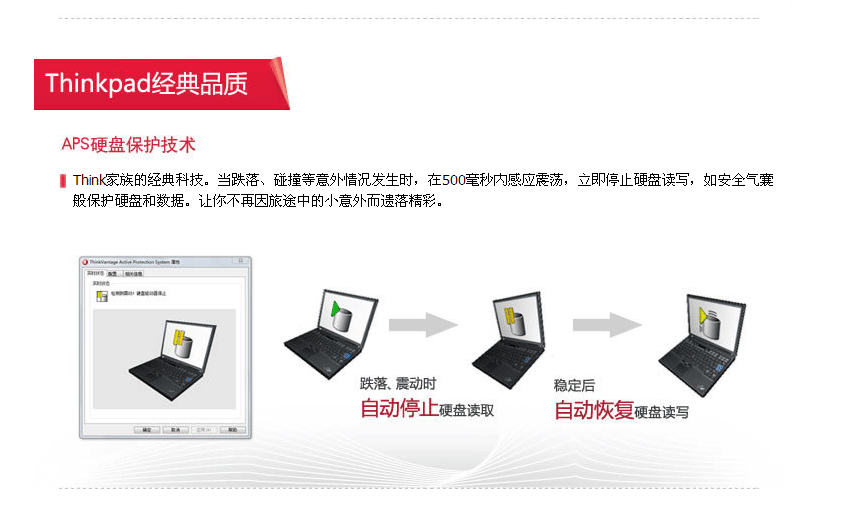 Thinkpad经典品质
APS硬盘保护技术
Think家族的经典科技。当跌落、碰撞等意外情况发生时，在500毫秒内感应震荡，立即停止硬盘读写，如安全气囊
般保护硬盘和数据。让你不再因旅途中的小意外而遗落精彩。
ThinkVantage Active Protection System 属性
实时状态 配置 相关信息
实时状态
检测到震动! 硬盘驱动器停止
确定 取消 应用(A) 帮助
跌落、震动时
自动停止硬盘读取
稳定后
自动恢复硬盘读写